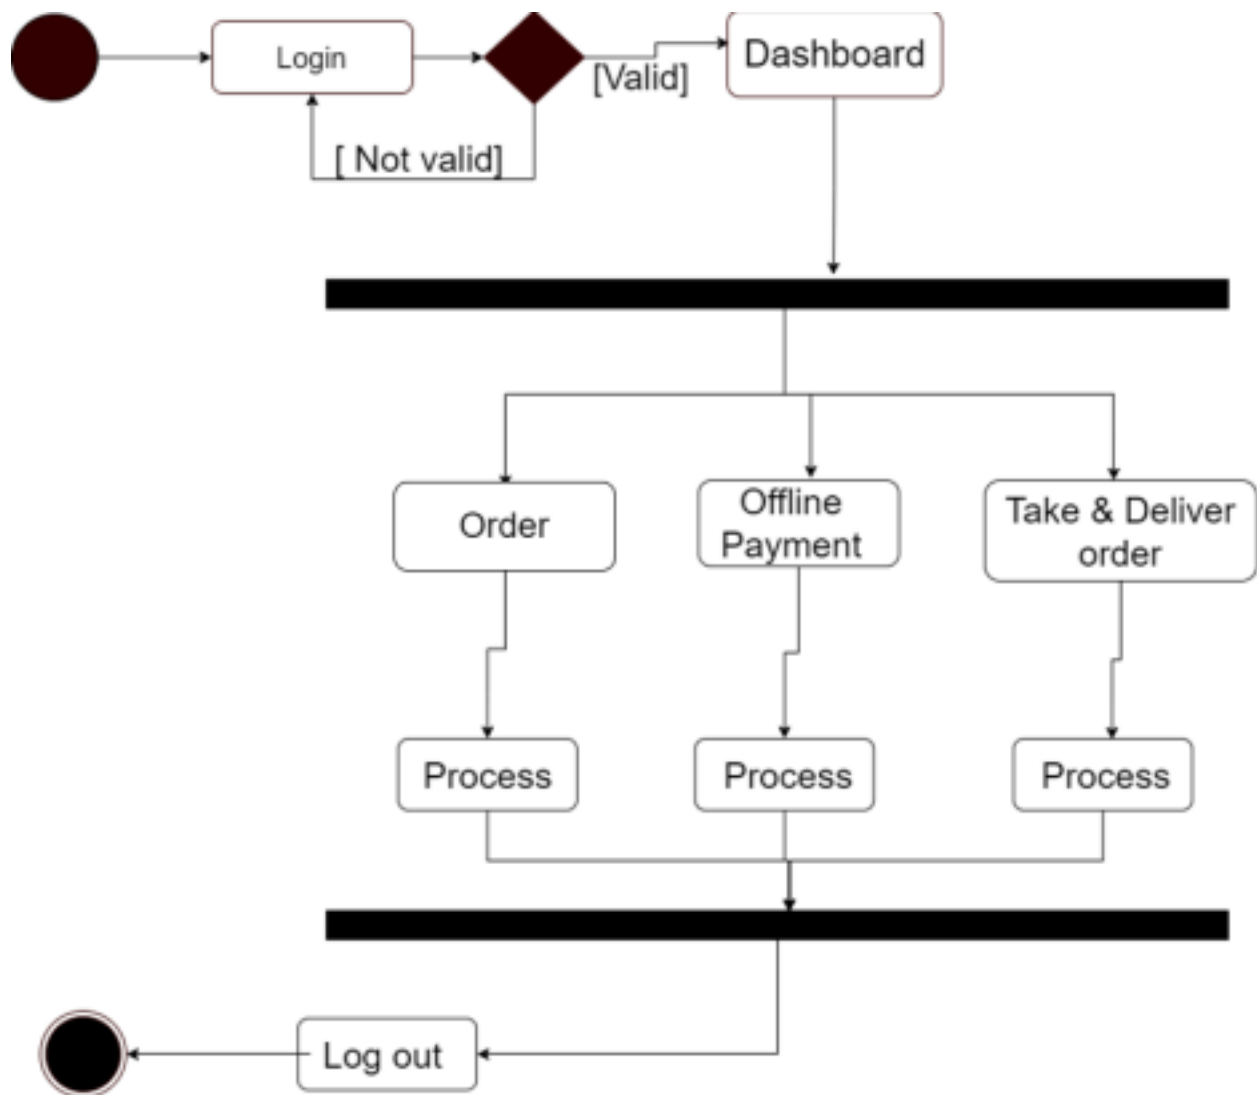 Login
[Valid]
Dashboard
[ Not valid]
Order
Offline
Payment
Take & Deliver
order
Process
Process
Process
Log out